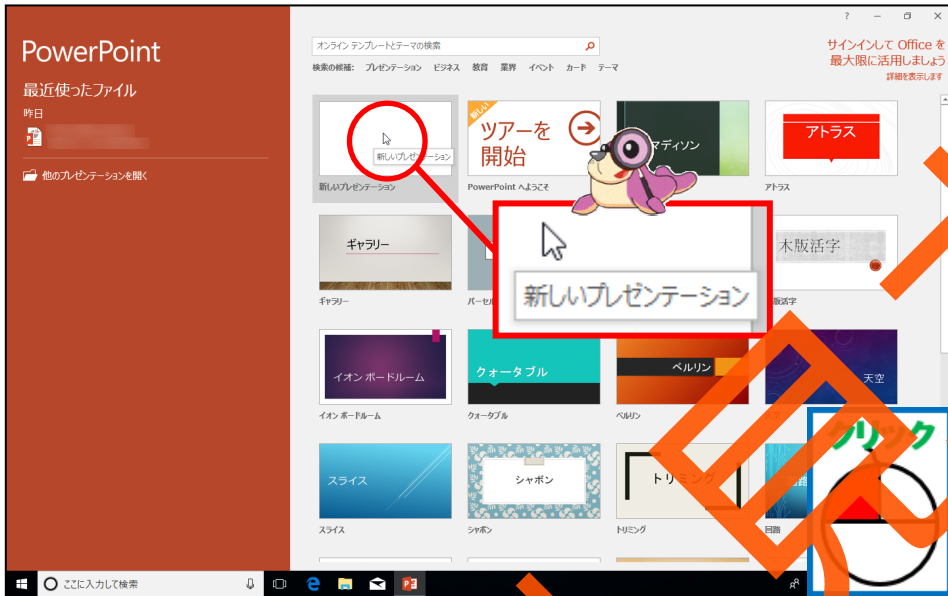 PowerPoint
最近使ったファイル
昨日
他のプレゼンテーションを開く
? − ×
オンライン テンプレートとテーマの検索
検索の候補: プレゼンテーション ビジネス 教育 業界 イベント カード テーマ
サインインして Office を
最大限に活用しましょう
詳細を表示します
新しいプレゼンテーション
新しいプレゼンテーション
新しい
ツアーを
開始
PowerPoint へようこそ
マディソン
アトラス
アトラス
新しいプレゼンテーション
ギャラリー
ギャラリー
木版活字
版活字
イオン ボードルーム
イオン ボードルーム
クォータブル
クォータブル
ベルリン
ベルリン
天空
クリック
スライス
スライス
シャボン
シャボン
トリミング
トリミング
回路
ここに入力して検索